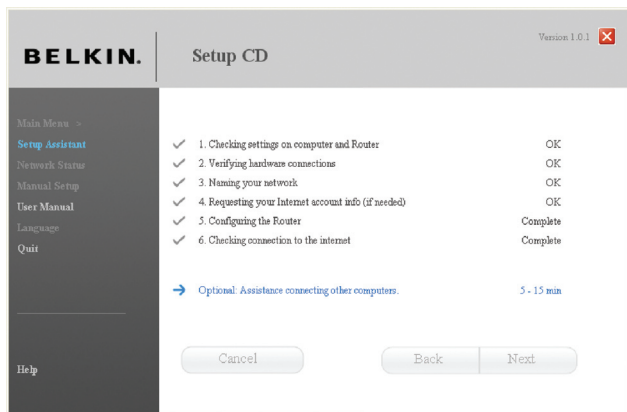 BELKIN.
Setup CD
Version 1.0.1
Main Menu >
Setup Assistant
Network Status
Manual Setup
User Manual
Language
Quit
Help
1. Checking settings on computer and Router OK
2. Verifying hardware connections OK
3. Naming your network OK
4. Requesting your Internet account info (if needed) OK
5. Configuring the Router Complete
6. Checking connection to the internet Complete
Optional: Assistance connecting other computers. 5 - 15 min
Cancel Back Next